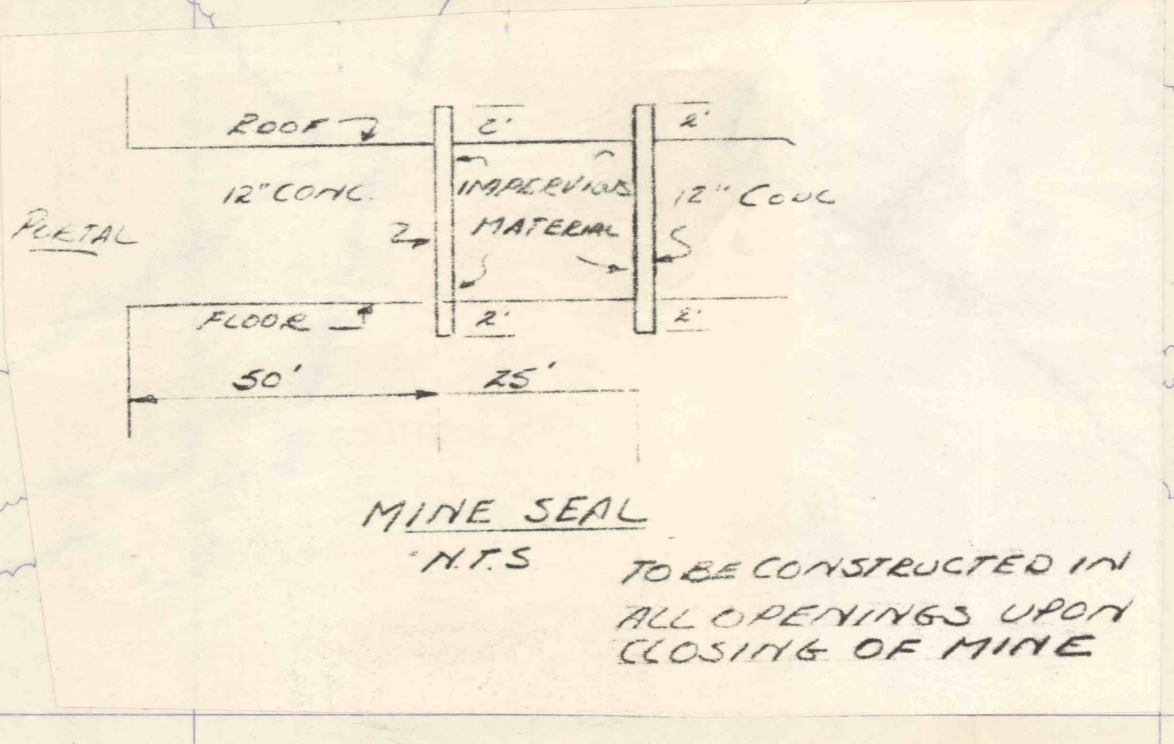 ROOF
2'
2'
12" CONC.
IMPERVIOUS
MATERIAL
12" CONC
PORTAL
FLOOR
2'
2'
50'
25'
MINE SEAL
N.T.S
TO BE CONSTRUCTED IN
ALL OPENINGS UPON
CLOSING OF MINE